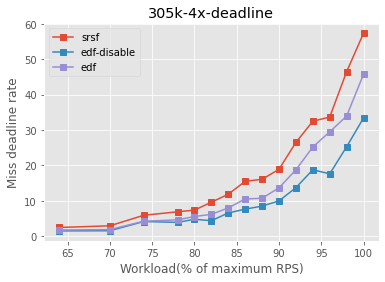 305k-4x-deadline
srsf
edf-disable
edf
Miss deadline rate
60
50
40
30
20
10
0
65 70 75 80 85 90 95 100
Workload(% of maximum RPS)